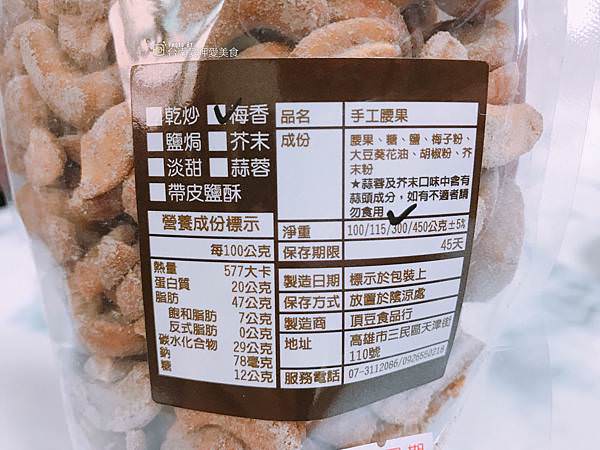 愛美食
乾炒 ✓梅香
鹽焗 芥末
淡甜 蒜蓉
帶皮鹽酥
營養成份標示
每100公克
熱量 577大卡
蛋白質 20公克
脂肪 47公克
飽和脂肪 7公克
反式脂肪 0公克
碳水化合物 29公克
鈉 78毫克
糖 12公克
品名 手工腰果
成份 腰果、糖、鹽、梅子粉、
大豆葵花油、胡椒粉、芥
末粉
★蒜蓉及芥末口味中含有
蒜頭成分，如有不適者請
勿食用
淨重 100/115/300/450公克±5%
保存期限 45天
製造日期 標示於包裝上
保存方式 放置於陰涼處
製造商 頂豆食品行
地址 高雄市三民區天津街
110號
服務電話 07-3112086/0926550218